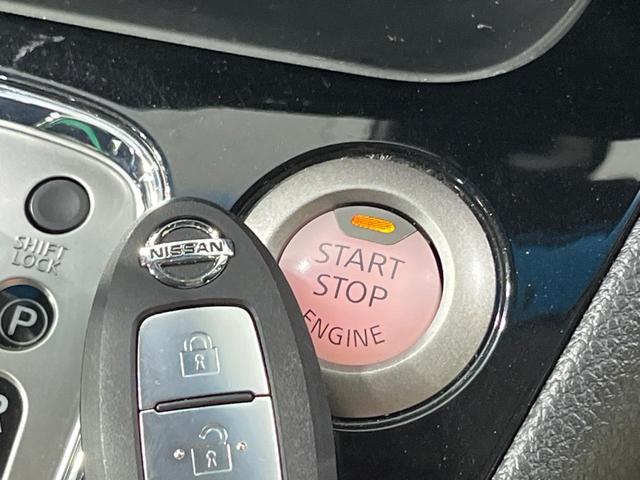 SHIFT
LOCK
P
R
NISSAN
START
STOP
ENGINE